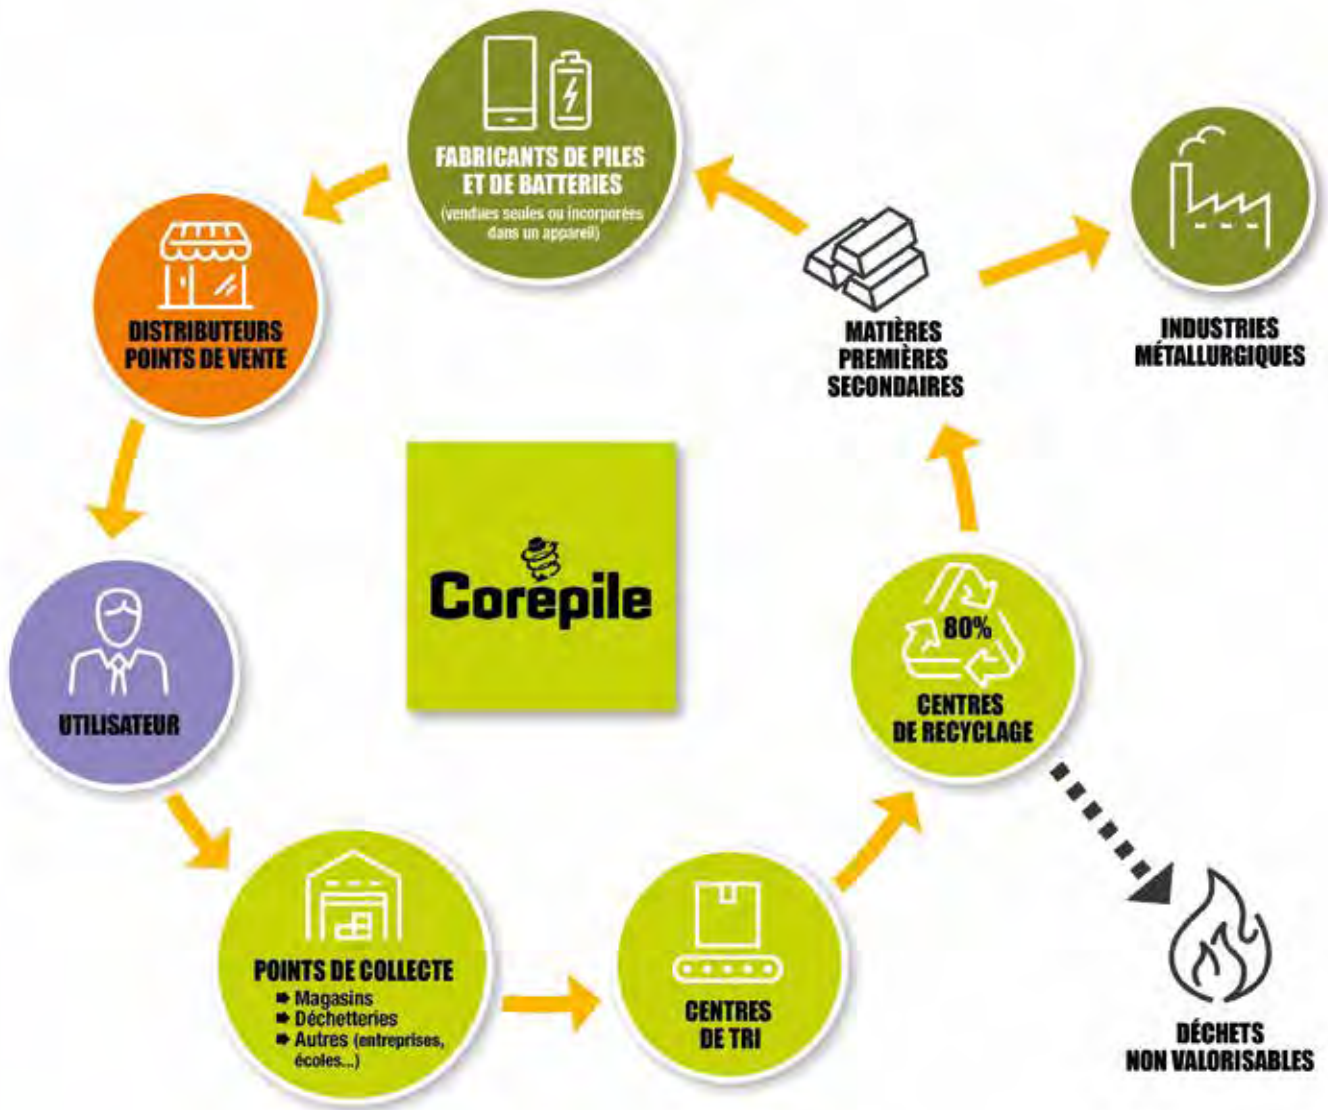 FABRICANTS DE PILES
ET DE BATTERIES
(vendues seules ou incorporées
dans un appareil)
DISTRIBUTEURS
POINTS DE VENTE
MATIÈRES
PREMIÈRES
SECONDAIRES
INDUSTRIES
MÉTALLURGIQUES
Corepile
UTILISATEUR
80%
CENTRES
DE RECYCLAGE
POINTS DE COLLECTE
➡ Magasins
➡ Déchetteries
➡ Autres (entreprises,
écoles...)
CENTRES
DE TRI
DÉCHETS
NON VALORISABLES